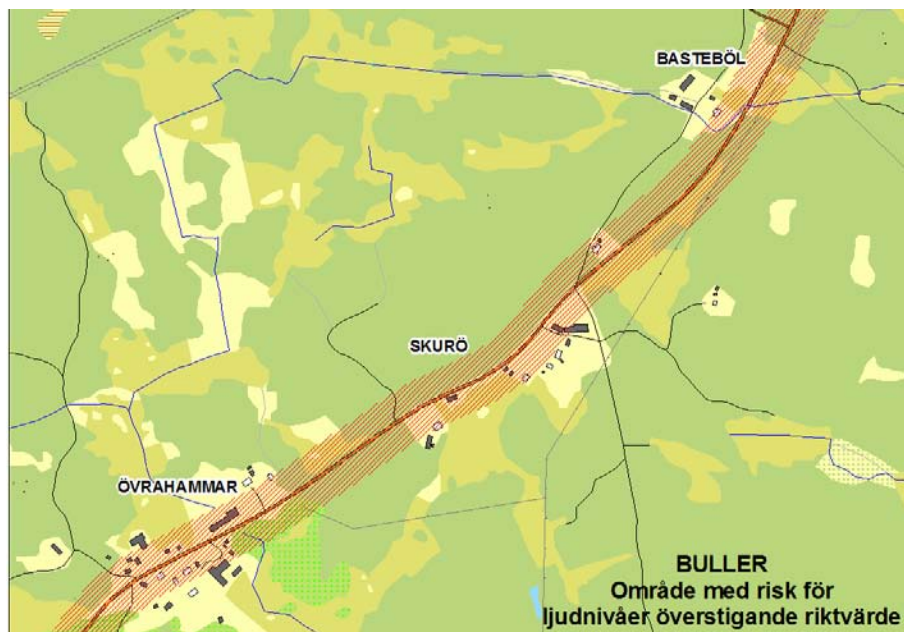 BASTEBÖL
SKURÖ
ÖVRAHAMMAR
BULLER
Område med risk för
ljudnivåer överstigande riktvärde